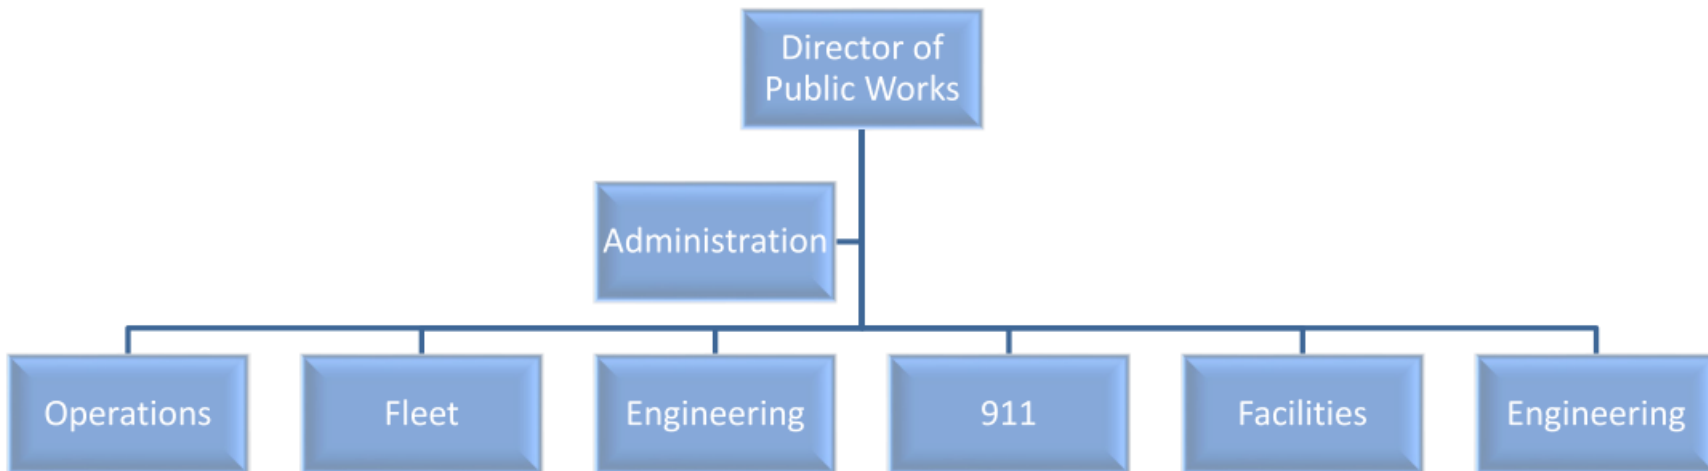 Director of
Public Works
Administration
Operations
Fleet
Engineering
911
Facilities
Engineering